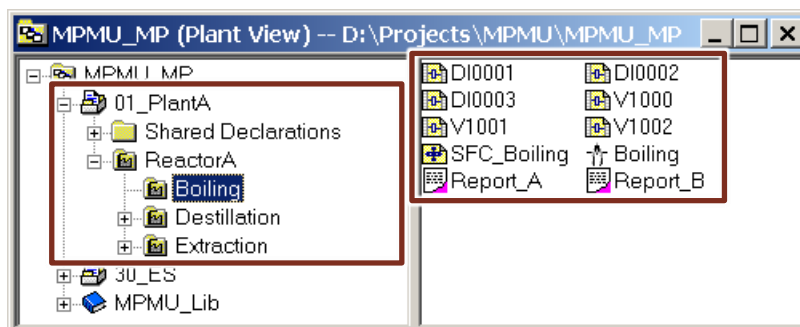 MPMU_MP (Plant View) -- D:\Projects\MPMU\MPMU_MP
MPMU_MP
01_PlantA
Shared Declarations
ReactorA
Boiling
Destillation
Extraction
30_ES
MPMU_Lib
DI0001 DI0002
DI0003 V1000
V1001 V1002
SFC_Boiling Boiling
Report_A Report_B